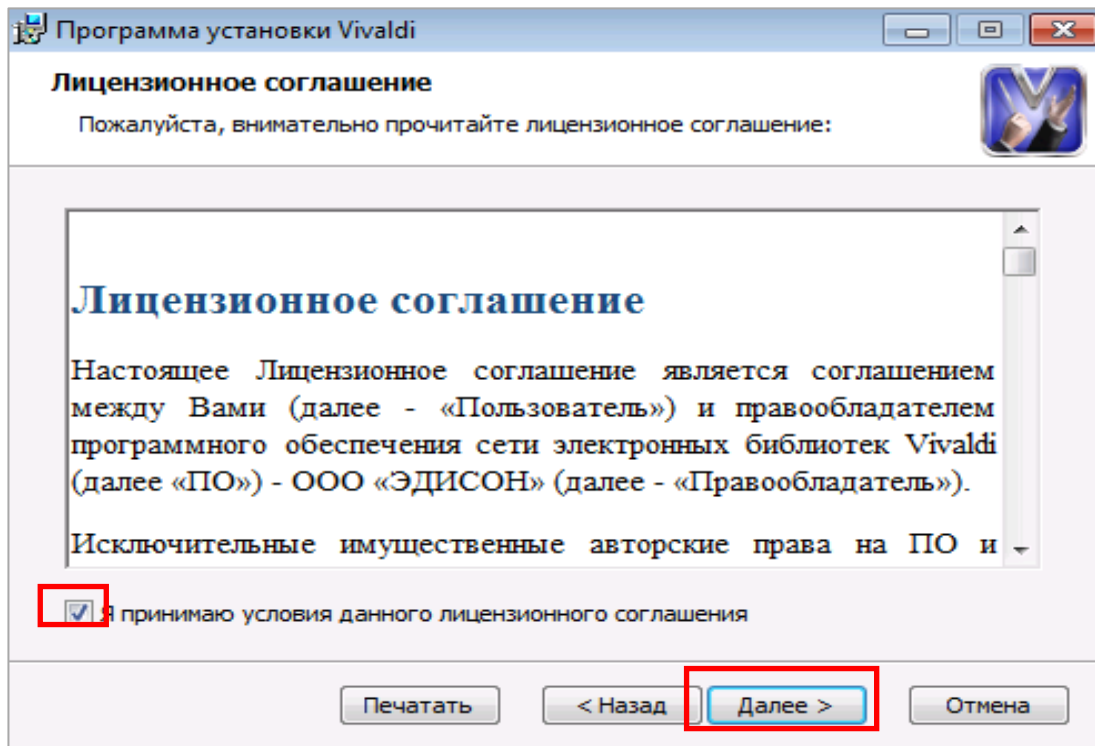 Программа установки Vivaldi
Лицензионное соглашение
Пожалуйста, внимательно прочитайте лицензионное соглашение:
Лицензионное соглашение
Настоящее Лицензионное соглашение является соглашением
между Вами (далее - «Пользователь») и правообладателем
программного обеспечения сети электронных библиотек Vivaldi
(далее «ПО») - ООО «ЭДИСОН» (далее - «Правообладатель»).
Исключительные имущественные авторские права на ПО и
Я принимаю условия данного лицензионного соглашения
Печатать < Назад Далее > Отмена